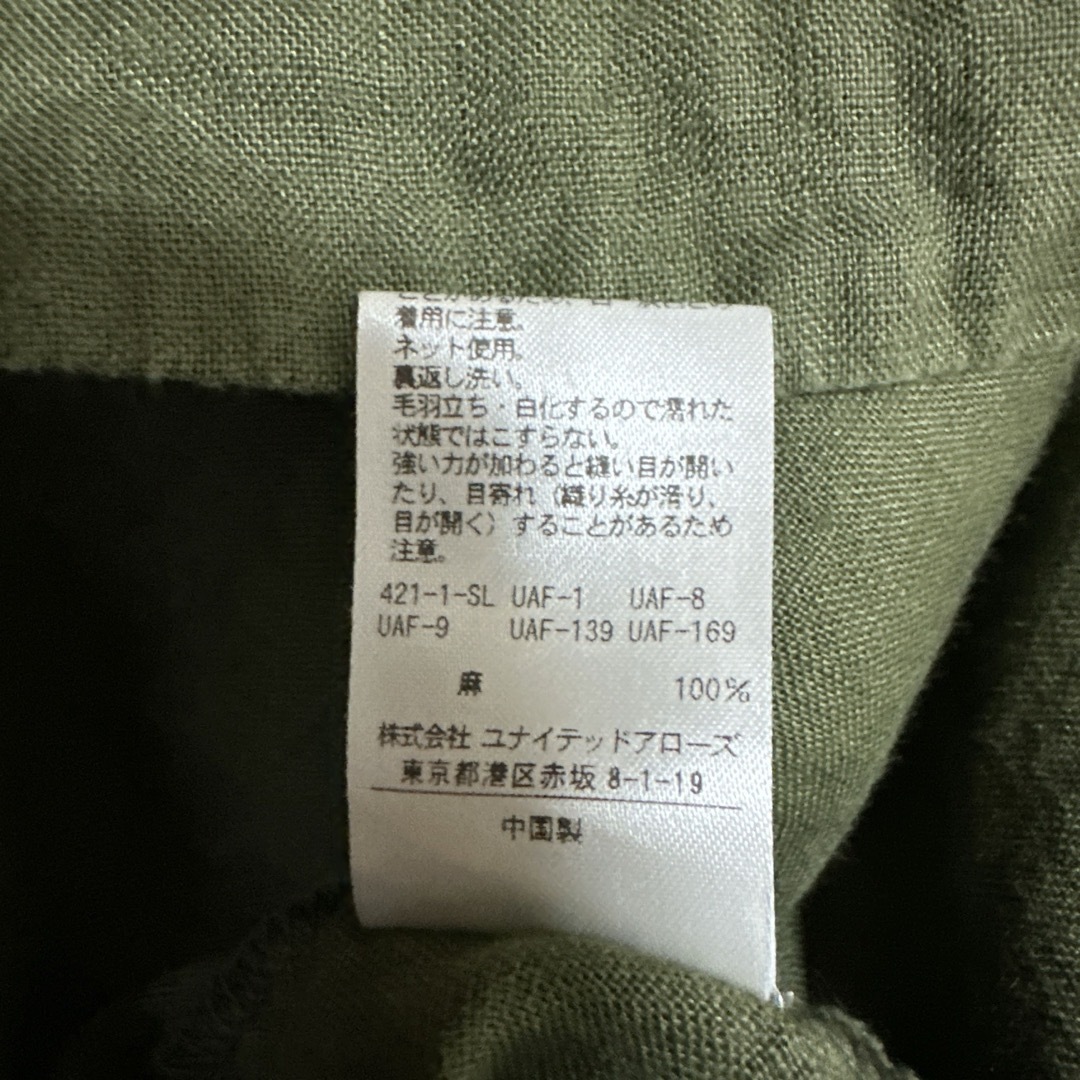 着用に注意。
ネット使用。
裏返し洗い。
毛羽立ち・白化するので濡れた
状態ではこすらない。
強い力が加わると縫い目が開い
たり、目寄れ（織り糸が滑り、
目が開く）することがあるため
注意。
421-1-SL UAF-1 UAF-8
UAF-9 UAF-139 UAF-169
麻 100%
株式会社 ユナイテッドアローズ
東京都港区赤坂 8-1-19
中国製